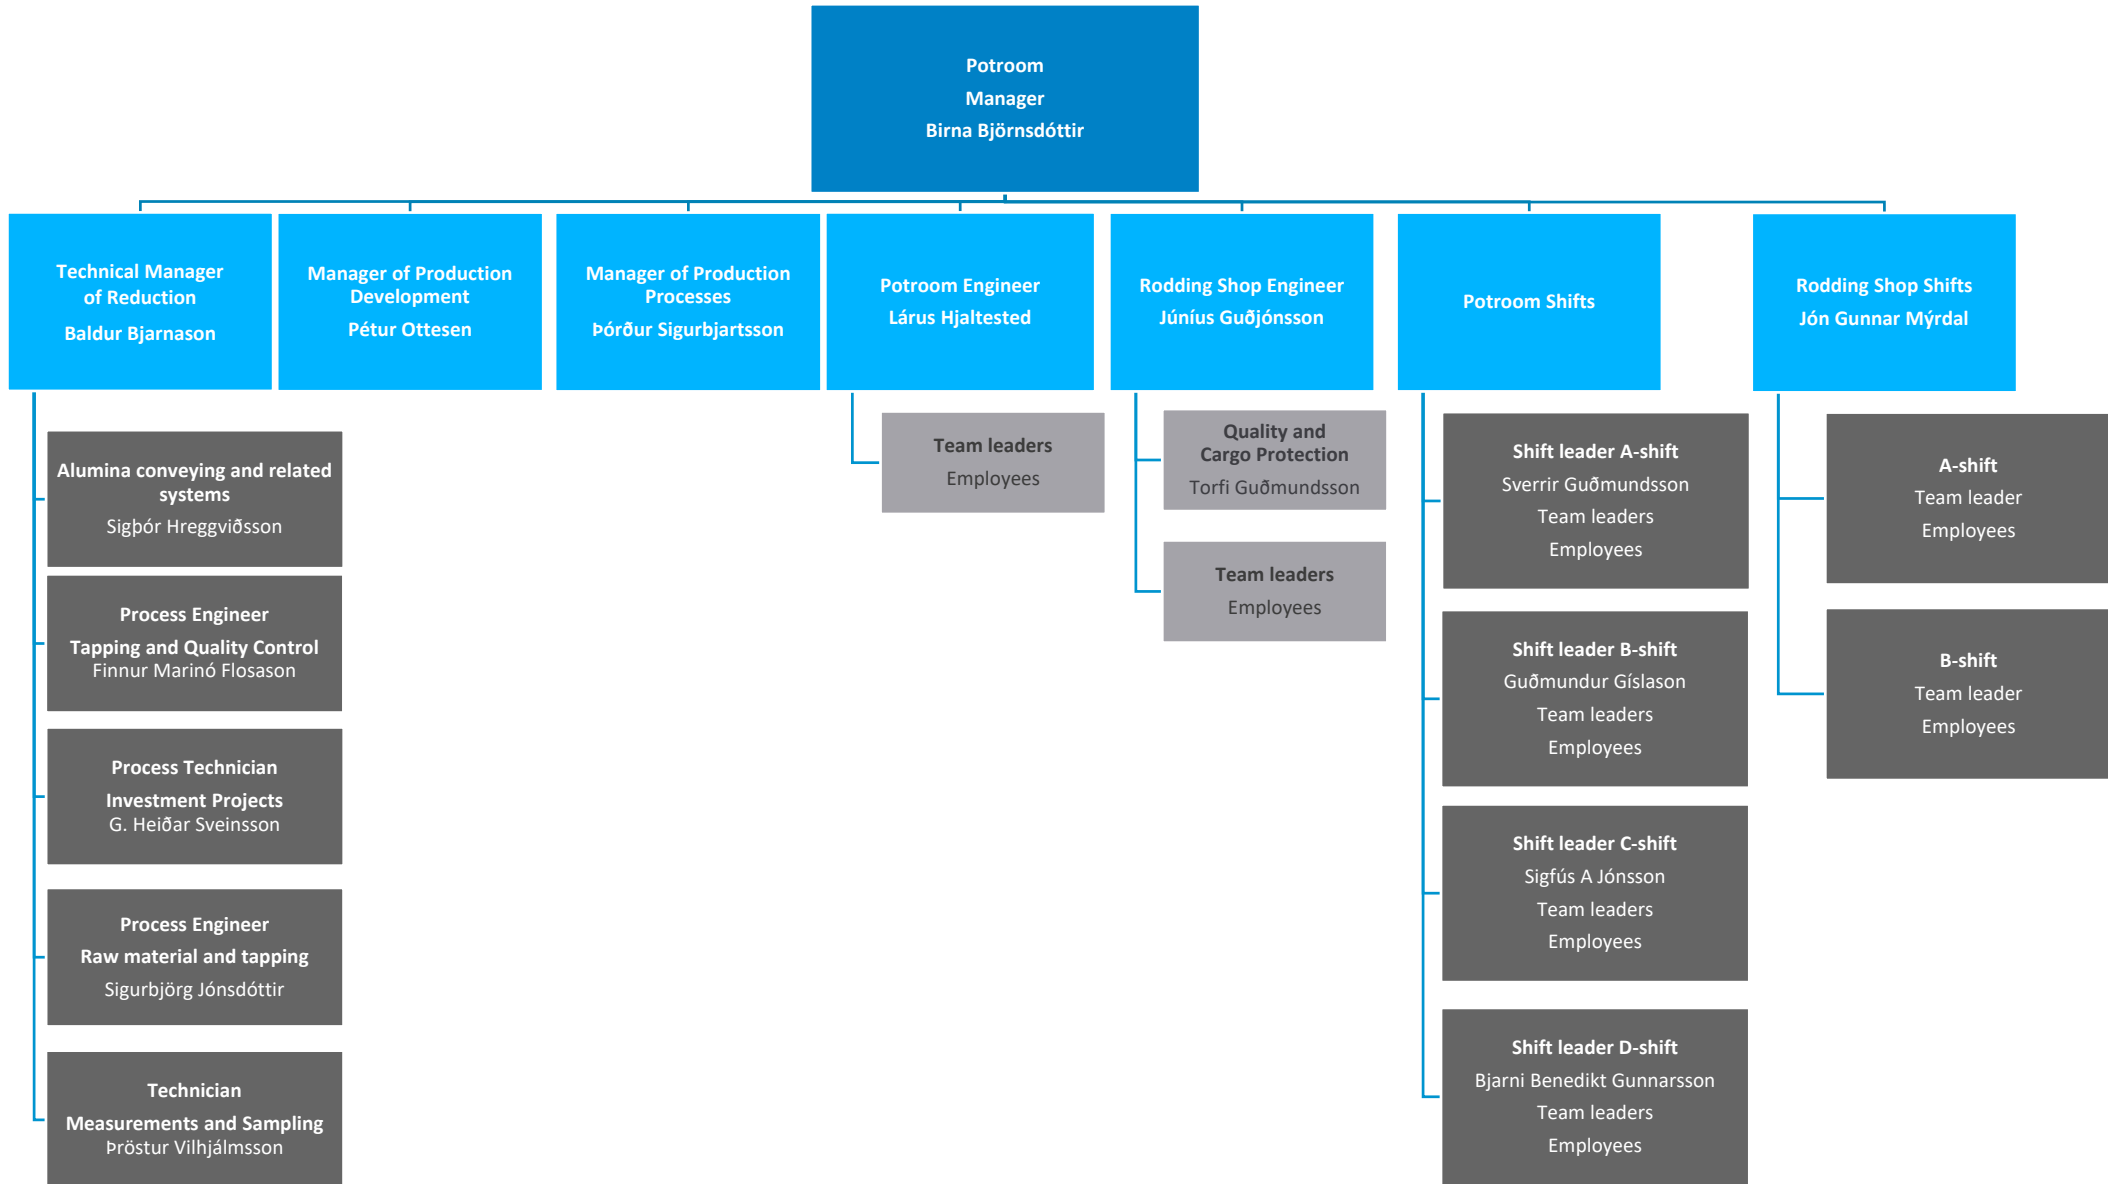 Potroom
Manager
Birna Björnsdóttir
Technical Manager
of Reduction
Baldur Bjarnason
Manager of Production
Development
Pétur Ottesen
Manager of Production
Processes
Þórður Sigurbjartsson
Potroom Engineer
Lárus Hjaltested
Rodding Shop Engineer
Júníus Guðjónsson
Potroom Shifts
Rodding Shop Shifts
Jón Gunnar Mýrdal
Alumina conveying and related
systems
Sigþór Hreggviðsson
Process Engineer
Tapping and Quality Control
Finnur Marinó Flosason
Process Technician
Investment Projects
G. Heiðar Sveinsson
Process Engineer
Raw material and tapping
Sigurbjörg Jónsdóttir
Technician
Measurements and Sampling
Þröstur Vilhjálmsson
Team leaders
Employees
Quality and
Cargo Protection
Torfi Guðmundsson
Team leaders
Employees
Shift leader A-shift
Sverrir Guðmundsson
Team leaders
Employees
Shift leader B-shift
Guðmundur Gíslason
Team leaders
Employees
Shift leader C-shift
Sigfús A Jónsson
Team leaders
Employees
Shift leader D-shift
Bjarni Benedikt Gunnarsson
Team leaders
Employees
A-shift
Team leader
Employees
B-shift
Team leader
Employees